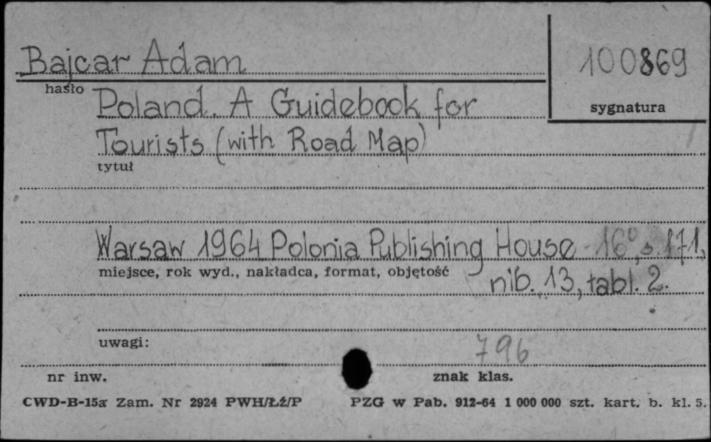 Bajcar Adam
100869
hasło
sygnatura
Poland. A Guidebook for
Tourists (with Road Map)
tytuł
Warsaw 1964 Polonia Publishing House 16°, s. 171,
miejsce, rok wyd., nakładca, format, objętość
nlb. 13, tabl. 2.
uwagi:
796
nr inw.
znak klas.
CWD-B-15a Zam. Nr 2924 PWH/Łź/P
PZG w Pab. 912-64 1 000 000 szt. kart. b. kl. 5.